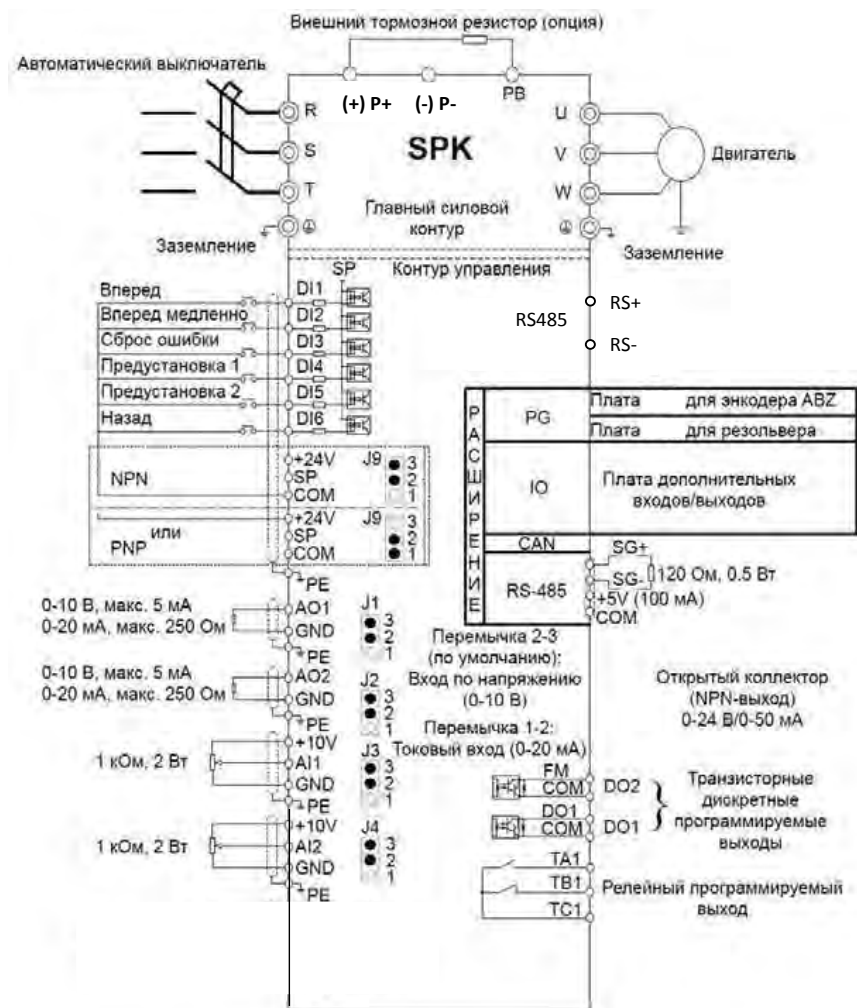 Внешний тормозной резистор (опция)
Автоматический выключатель
(+) P+
(-) P-
PB
R
S
T
SPK
U
V
W
Двигатель
Главный силовой
контур
Заземление
Заземление
SP
Контур управления
Вперед
DI1
Вперед медленно
DI2
Сброс ошибки
DI3
Предустановка 1
DI4
Предустановка 2
DI5
Назад
DI6
RS485
RS+
RS-
NPN
+24V
SP
COM
J9
3
2
1
или
PNP
+24V
SP
COM
J9
3
2
1
PE
РАСШИРЕНИЕ
PG
Плата для энкодера ABZ
Плата для резольвера
IO
Плата дополнительных
входов/выходов
CAN
RS-485
SG+
SG-
120 Ом, 0.5 Вт
+5V (100 мА)
COM
0-10 В, макс. 5 мА
0-20 мА, макс. 250 Ом
AO1
GND
PE
J1
3
2
1
0-10 В, макс. 5 мА
0-20 мА, макс. 250 Ом
AO2
GND
PE
J2
3
2
1
Перемычка 2-3
(по умолчанию):
Вход по напряжению
(0-10 В)
Перемычка 1-2:
Токовый вход (0-20 мА)
Открытый коллектор
(NPN-выход)
0-24 В/0-50 мА
1 кОм, 2 Вт
+10V
AI1
GND
PE
J3
3
2
1
1 кОм, 2 Вт
+10V
AI2
GND
PE
J4
3
2
1
FM
COM
DO2
DO1
COM
DO1
Транзисторные
дискретные
программируемые
выходы
TA1
TB1
TC1
Релейный программируемый
выход